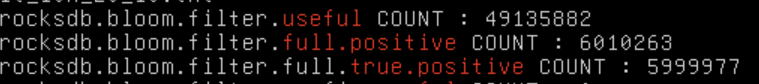 rocksdb.bloom.filter.useful COUNT : 49135882
rocksdb.bloom.filter.full.positive COUNT : 6010263
rocksdb.bloom.filter.full.true.positive COUNT : 5999977